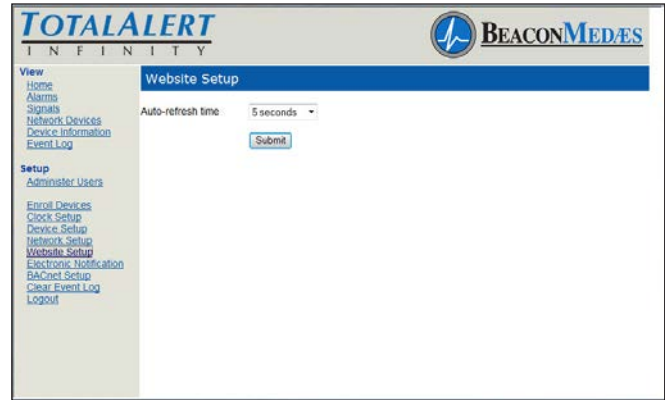 TOTALALERT
INFINITY
BEACONMEDÆS
View
Home
Alarms
Signals
Network Devices
Device Information
Event Log
Setup
Administer Users
Enroll Devices
Clock Setup
Device Setup
Network Setup
Website Setup
Electronic Notification
BACnet Setup
Clear Event Log
Logout
Website Setup
Auto-refresh time 5 seconds
Submit